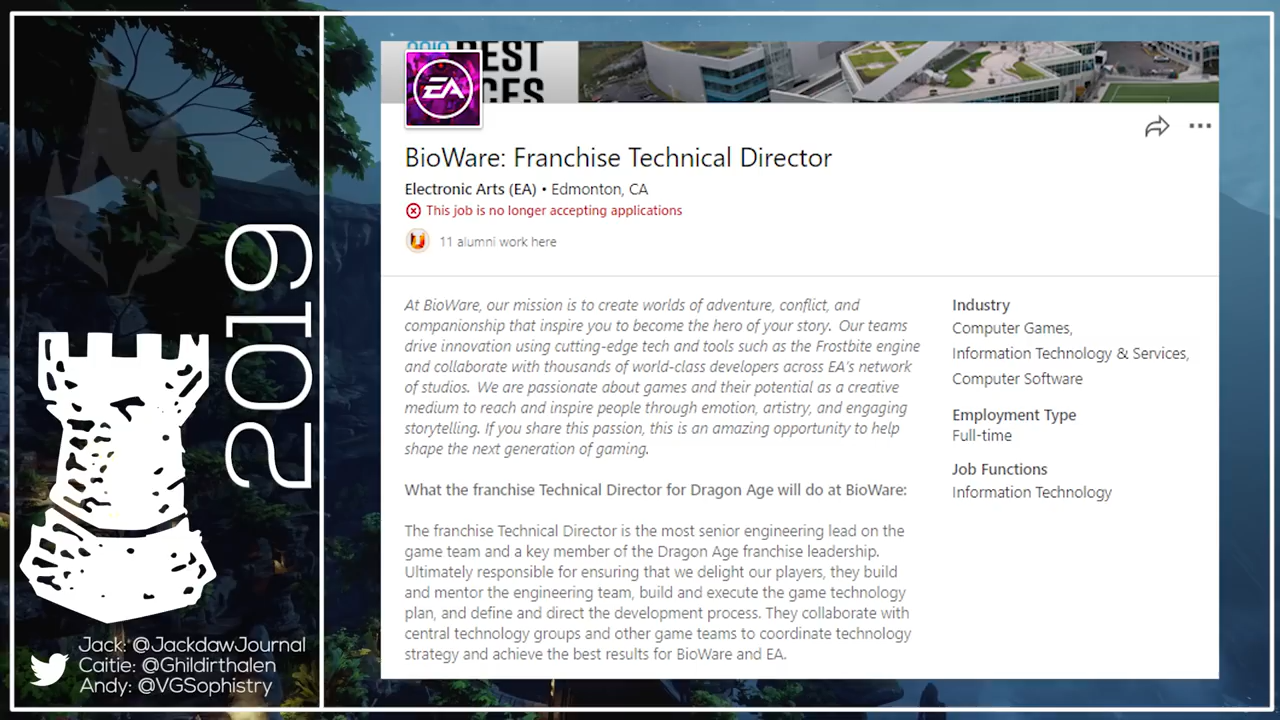 2019
Jack: @JackdawJournal
Caitie: @Ghildirthalen
Andy: @VGSophistry
EA
BioWare: Franchise Technical Director
Electronic Arts (EA) • Edmonton, CA
This job is no longer accepting applications
11 alumni work here
At BioWare, our mission is to create worlds of adventure, conflict, and
companionship that inspire you to become the hero of your story. Our teams
drive innovation using cutting-edge tech and tools such as the Frostbite engine
and collaborate with thousands of world-class developers across EA's network
of studios. We are passionate about games and their potential as a creative
medium to reach and inspire people through emotion, artistry, and engaging
storytelling. If you share this passion, this is an amazing opportunity to help
shape the next generation of gaming.
What the franchise Technical Director for Dragon Age will do at BioWare:
The franchise Technical Director is the most senior engineering lead on the
game team and a key member of the Dragon Age franchise leadership.
Ultimately responsible for ensuring that we delight our players, they build
and mentor the engineering team, build and execute the game technology
plan, and define and direct the development process. They collaborate with
central technology groups and other game teams to coordinate technology
strategy and achieve the best results for BioWare and EA.
Industry
Computer Games,
Information Technology & Services,
Computer Software
Employment Type
Full-time
Job Functions
Information Technology